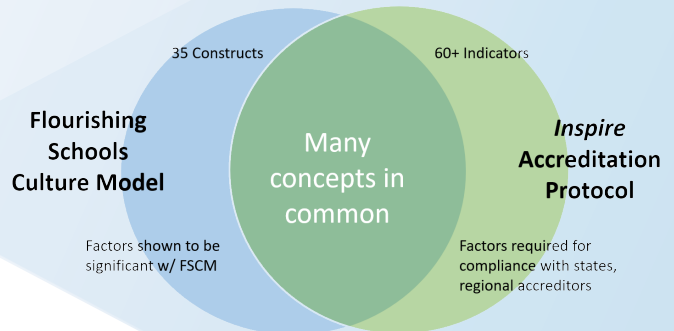 35 Constructs
60+ Indicators
Flourishing
Schools
Culture Model
Many
concepts in
common
Inspire
Accreditation
Protocol
Factors shown to be
significant w/ FSCM
Factors required for
compliance with states,
regional accreditors